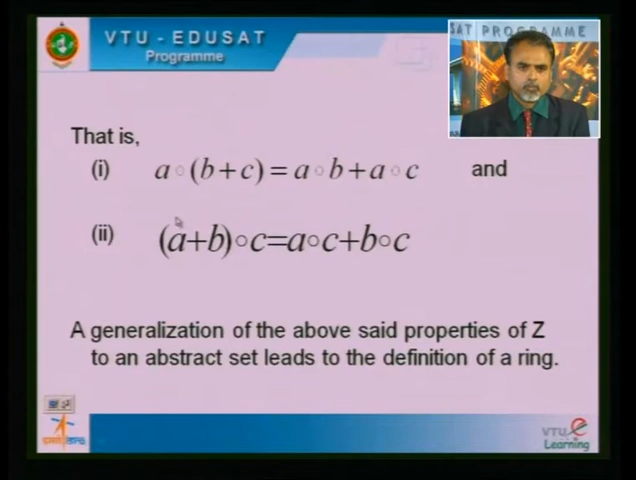 VTU - EDUSAT
Programme
SAT PROGRAMME
That is,
(i) a ∘ (b + c) = a ∘ b + a ∘ c and
(ii) (a+b)∘c=a∘c+b∘c
A generalization of the above said properties of Z
to an abstract set leads to the definition of a ring.
VTU e
Learning